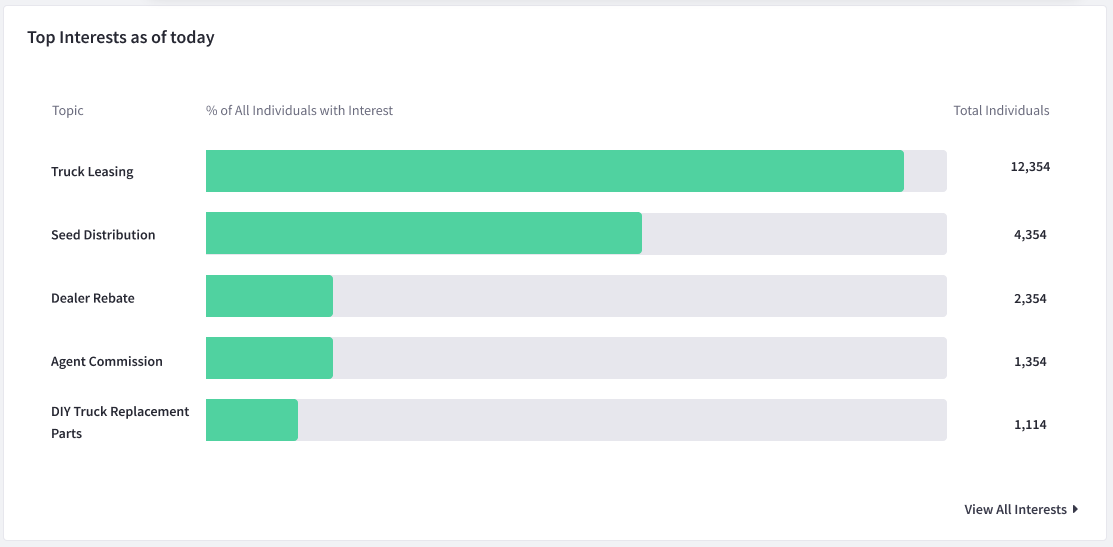 Top Interests as of today
Topic % of All Individuals with Interest Total Individuals
Truck Leasing 12,354
Seed Distribution 4,354
Dealer Rebate 2,354
Agent Commission 1,354
DIY Truck Replacement
Parts 1,114
View All Interests